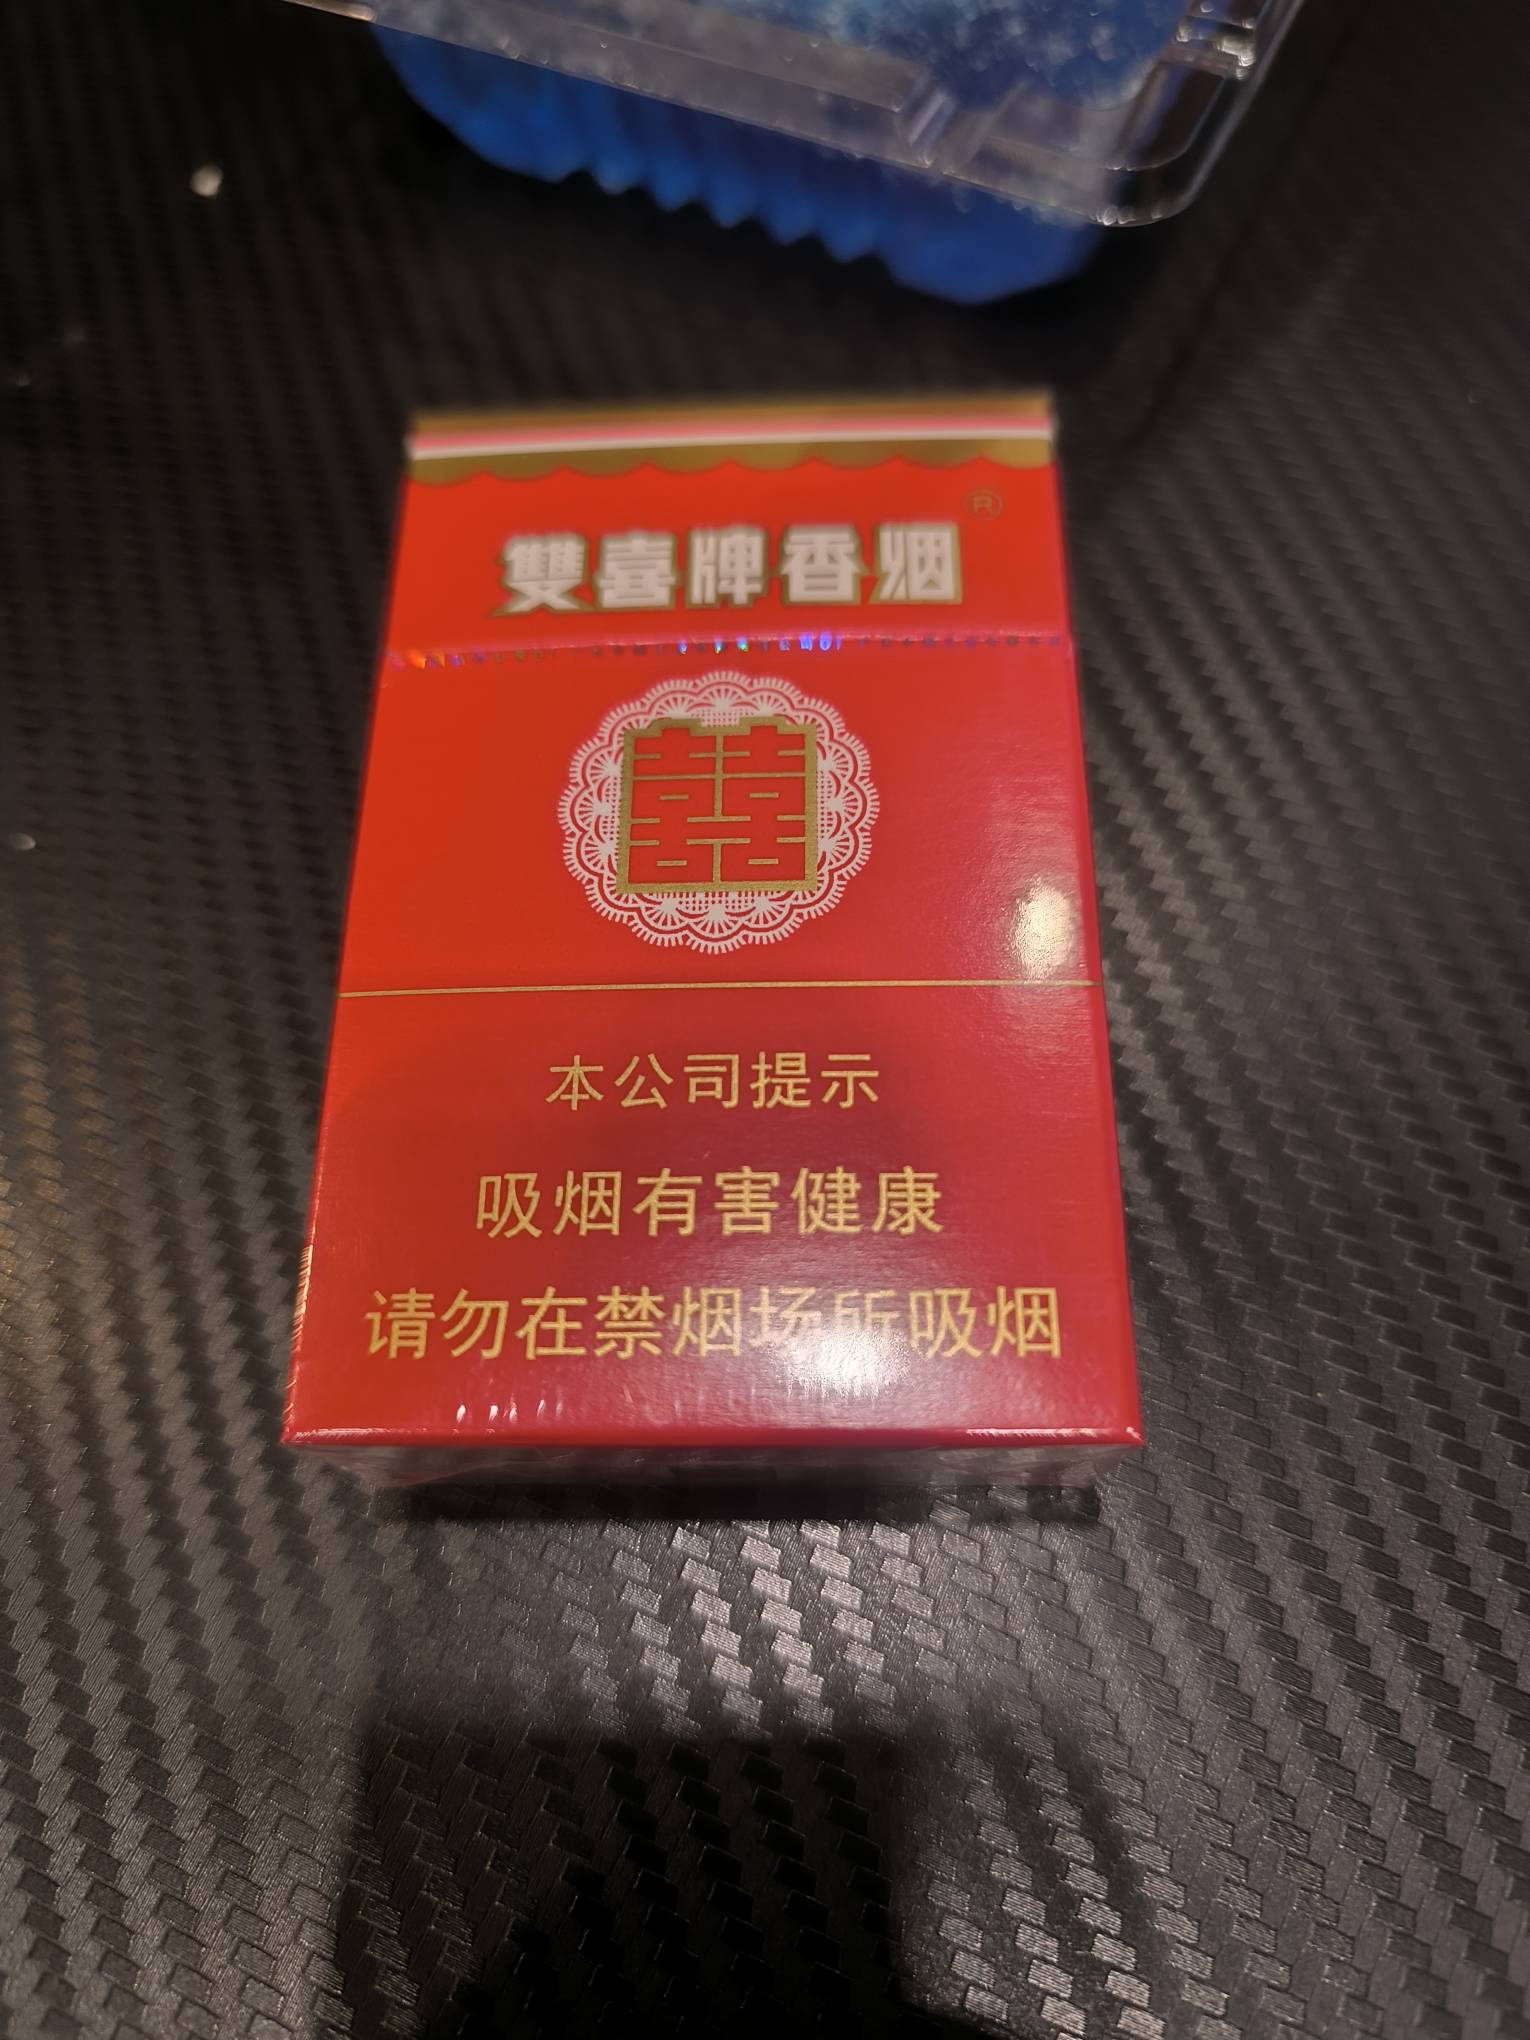 雙喜牌香烟
®
囍
本公司提示
吸烟有害健康
请勿在禁烟场所吸烟